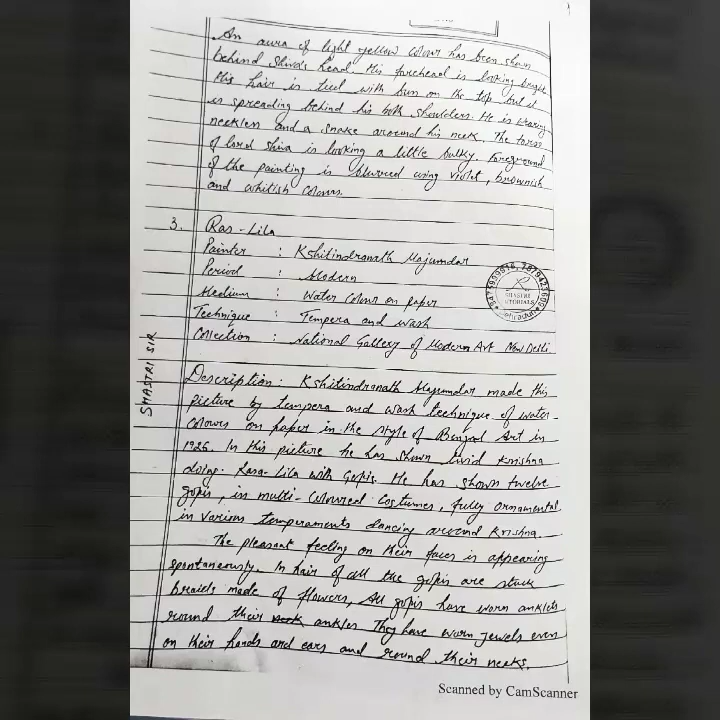 An aura of light yellow colour has been shown
behind Shiva's head. His forehead is looking bright
His hair is tied with bun on the top but it
is spreading behind his both shoulders. He is wearing
neckless and a snake around his neck. The torso
of lord Shiva is looking a little bulky. Foreground
of the painting is blurred using violet, brownish
and whitish colours.
3. Ras-Lila
Painter : Kshitindranath Majumdar
Period : Modern
Medium : Water Colour on paper
Technique : Tempera and wash
Collection : National Gallery of Modern Art New Delhi
SHASTRI
TUTORIALS
Dehradun
SHASTRI SIR
Description: Kshitindranath Majumdar made this
picture by tempera and wash technique of water-
colours on paper in the style of Bengal Art in
1926. In this picture he has shown Krishna
doing Rasa-Lila with Gopis. He has shown twelve
gopis, in multi-coloured costumes, fully ornamental
in various temperaments dancing around Krishna.
The pleasant feeling on their faces is appearing
spontaneously. In hair of all the gopis are stuck
braids made of flowers, All gopis have worn anklets
round their neck ankles They have worn jewels even
on their hands and ears and round their necks.
Scanned by CamScanner